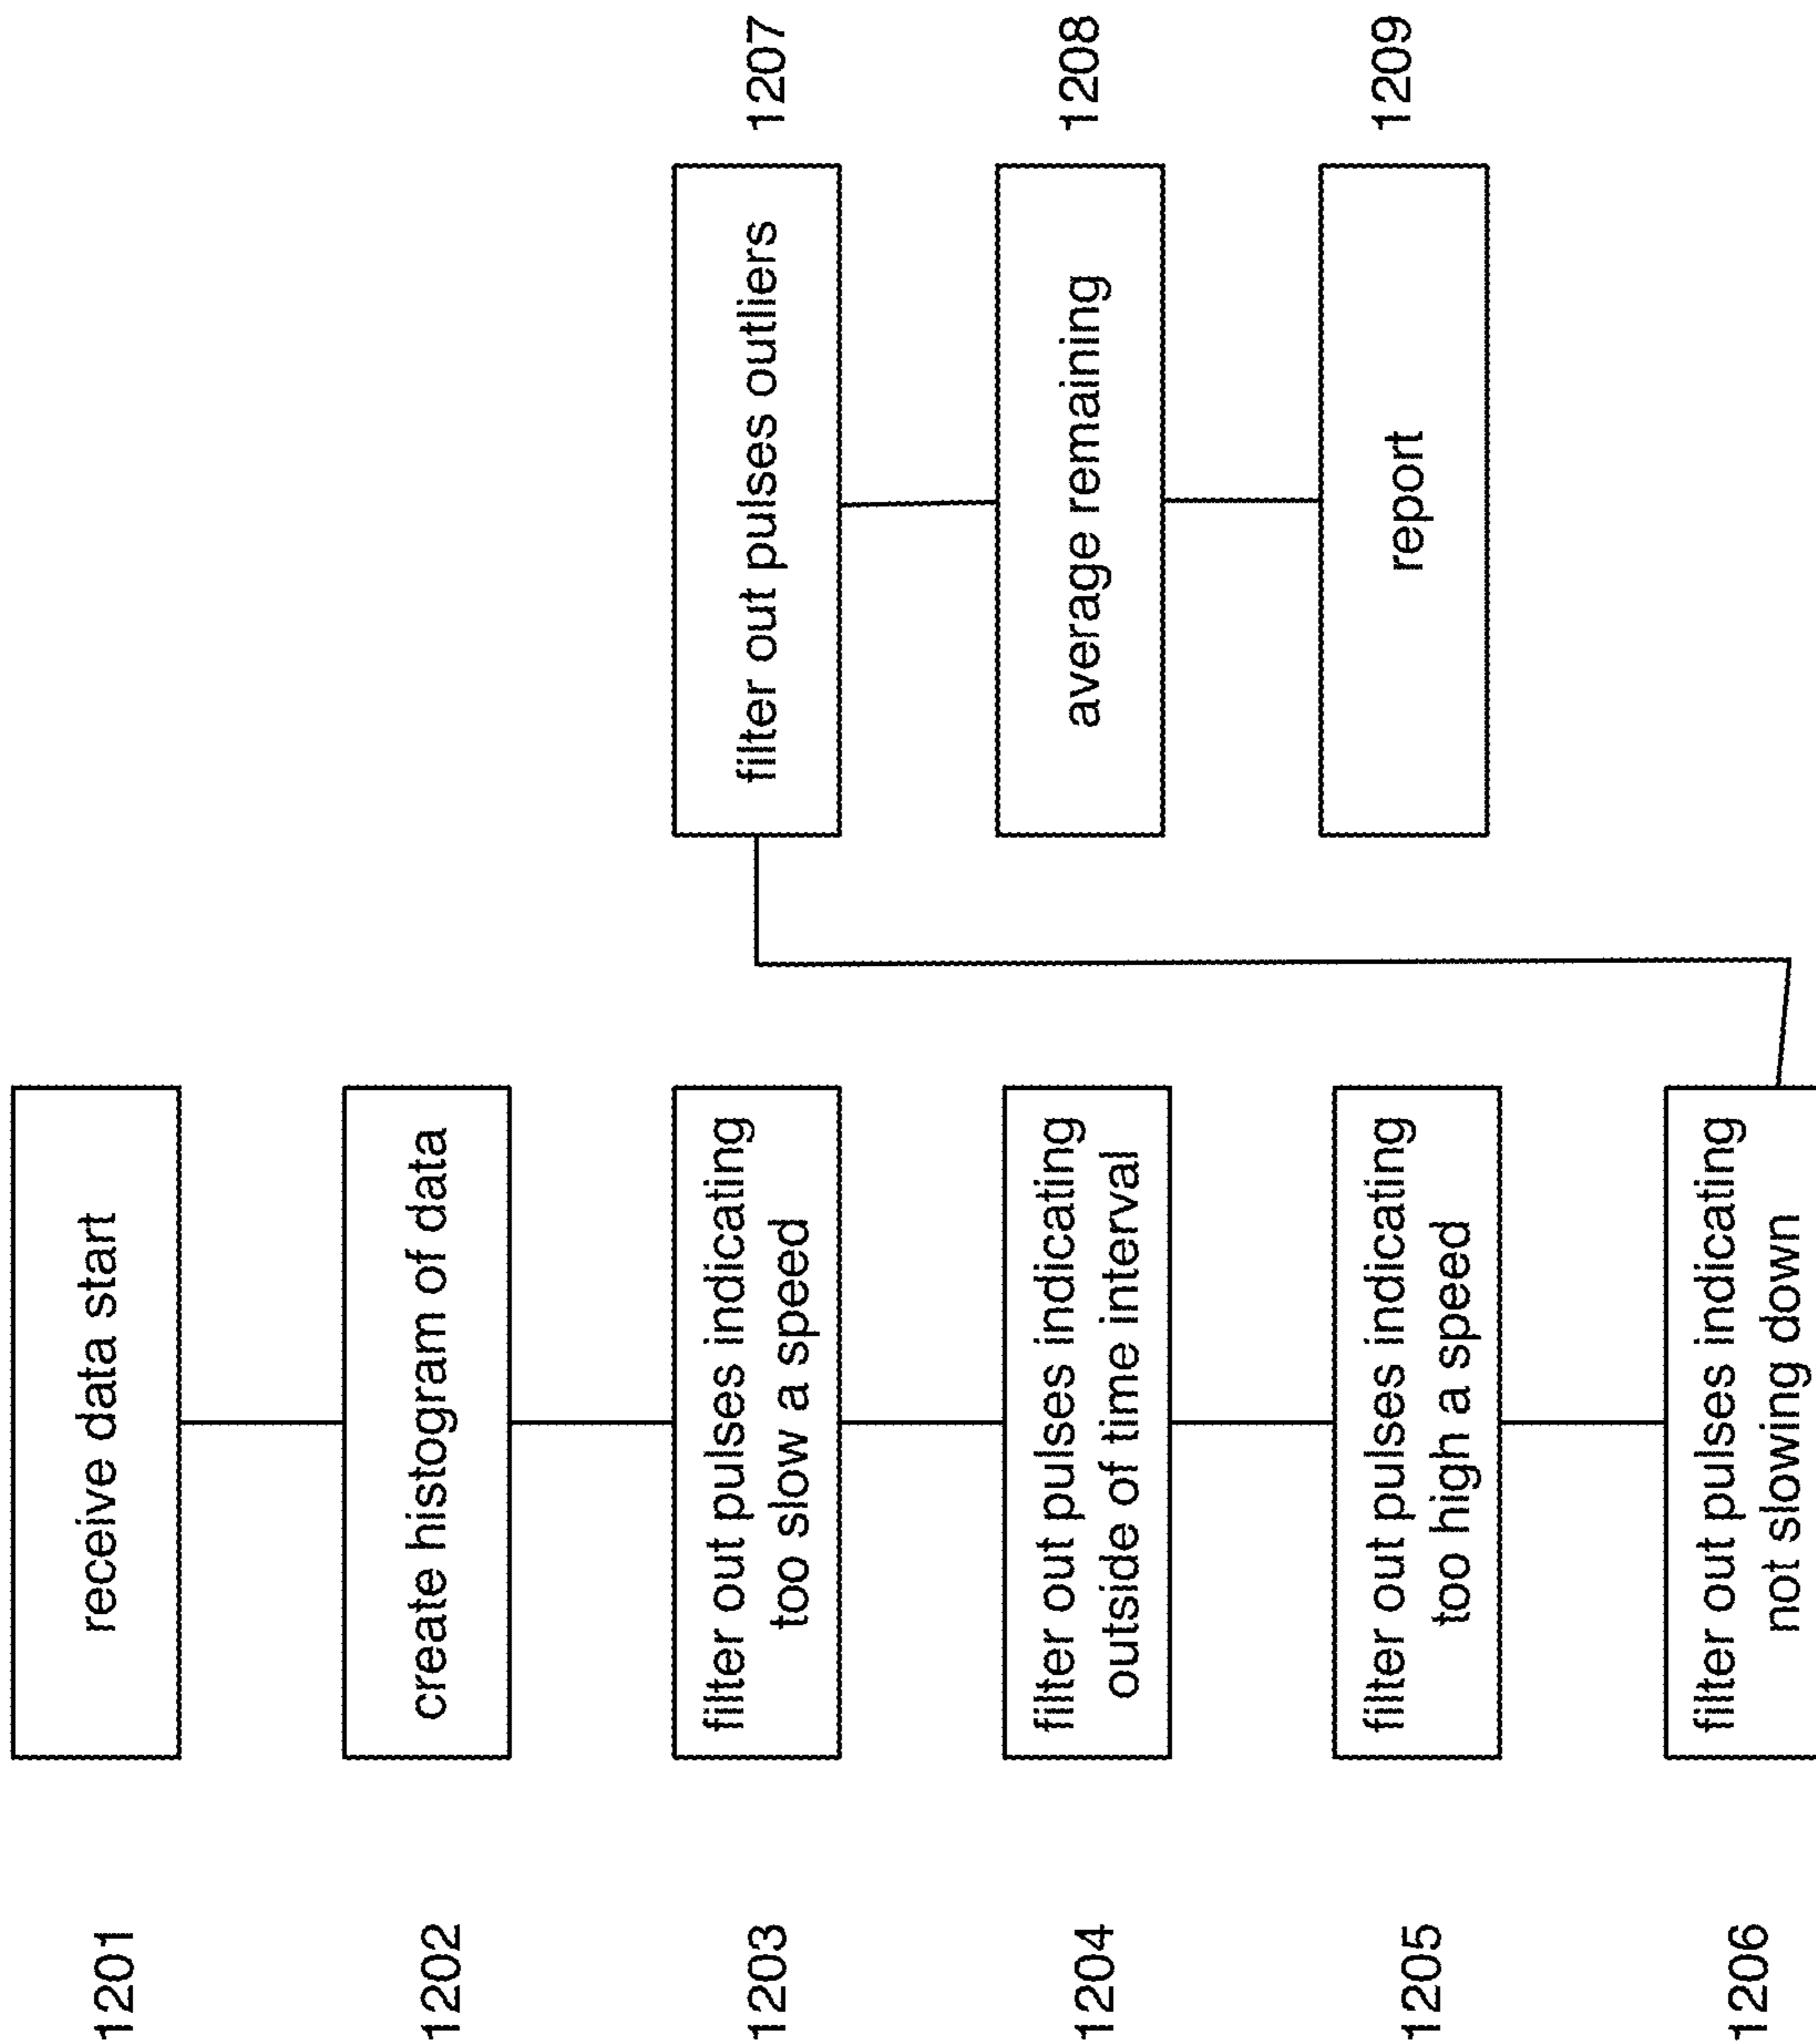 1201
receive data start
1202
create histogram of data
1203
filter out pulses indicating
too slow a speed
1204
filter out pulses indicating
outside of time interval
1205
filter out pulses indicating
too high a speed
1206
filter out pulses indicating
not slowing down
filter out pulses outliers
1207
average remaining
1208
report
1209